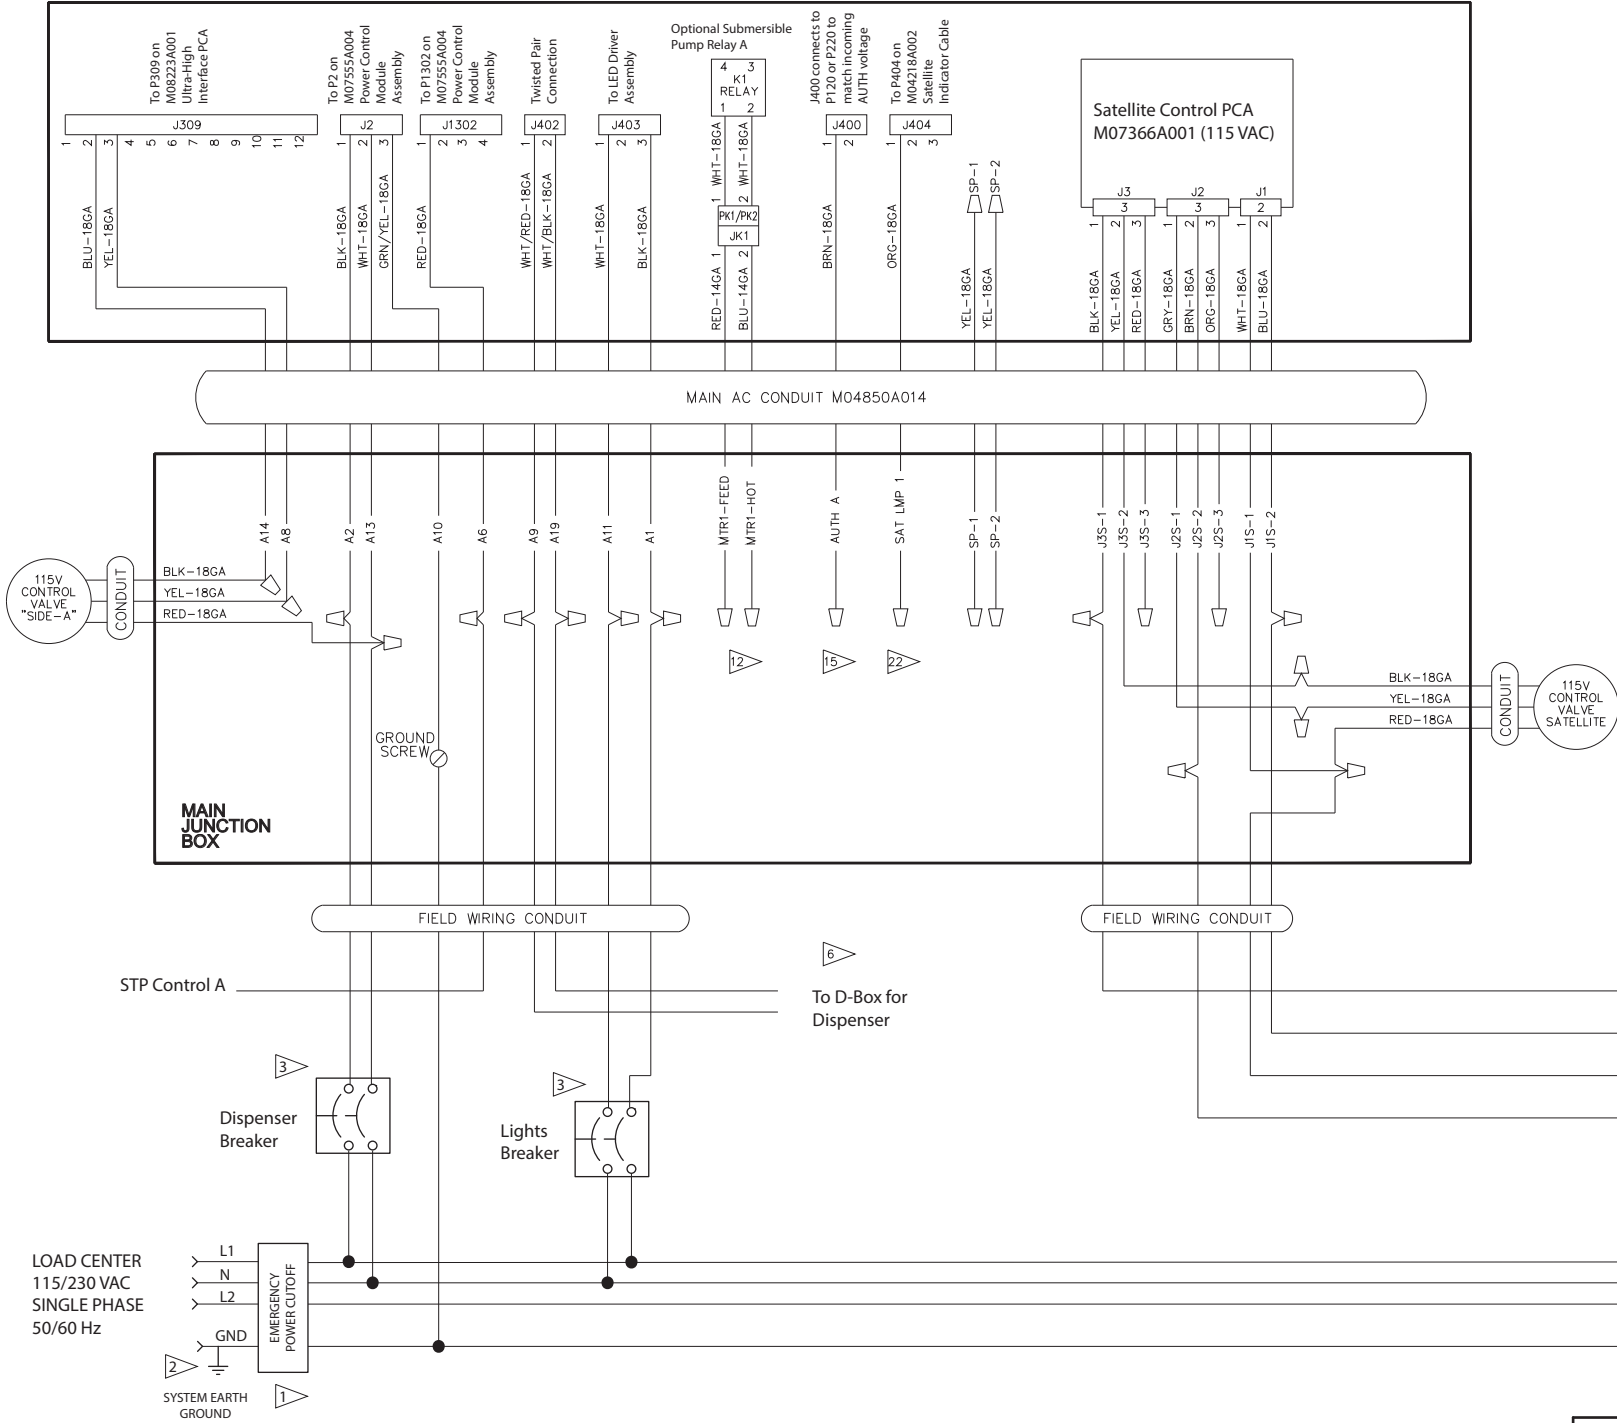 To P309 on
M08223A001
Ultra-High
Interface PCA
To P2 on
M07555A004
Power Control
Module
Assembly
To P1302 on
M07555A004
Power Control
Module
Assembly
Twisted Pair
Connection
To LED Driver
Assembly
Optional Submersible
Pump Relay A
J400 connects to
P120 or P220 to
match incoming
AUTH voltage
To P404 on
M04218A002
Satellite
Indicator Cable
4 3
K1
RELAY
1 2
Satellite Control PCA
M07366A001 (115 VAC)
J309
J2
J1302
J402
J403
J400
J404
1 2 3 4 5 6 7 8 9 10 11 12
1 2 3
1 2 3 4
1 2
1 2 3
1 2
1 2 3
WHT-18GA
WHT-18GA
1 2
PK1/PK2
JK1
1 2
SP-1
SP-2
J3
3
J2
3
J1
2
1 2 3
1 2 3
1 2
BLU-18GA
YEL-18GA
BLK-18GA
WHT-18GA
GRN/YEL-18GA
RED-18GA
WHT/RED-18GA
WHT/BLK-18GA
WHT-18GA
BLK-18GA
RED-14GA
BLU-14GA
BRN-18GA
ORG-18GA
YEL-18GA
YEL-18GA
BLK-18GA
YEL-18GA
RED-18GA
GRY-18GA
BRN-18GA
ORG-18GA
WHT-18GA
BLU-18GA
MAIN AC CONDUIT M04850A014
A14
A8
A2
A13
A10
A6
A9
A19
A11
A1
MTR1-FEED
MTR1-HOT
AUTH A
SAT LMP 1
SP-1
SP-2
J3S-1
J3S-2
J3S-3
J2S-1
J2S-2
J2S-3
J1S-1
J1S-2
115V
CONTROL
VALVE
"SIDE-A"
CONDUIT
BLK-18GA
YEL-18GA
RED-18GA
12
15
22
BLK-18GA
YEL-18GA
RED-18GA
CONDUIT
115V
CONTROL
VALVE
SATELLITE
GROUND
SCREW
MAIN
JUNCTION
BOX
FIELD WIRING CONDUIT
FIELD WIRING CONDUIT
STP Control A
6
To D-Box for
Dispenser
3
Dispenser
Breaker
3
Lights
Breaker
LOAD CENTER
115/230 VAC
SINGLE PHASE
50/60 Hz
L1
N
L2
GND
EMERGENCY
POWER CUTOFF
2
SYSTEM EARTH
GROUND
1